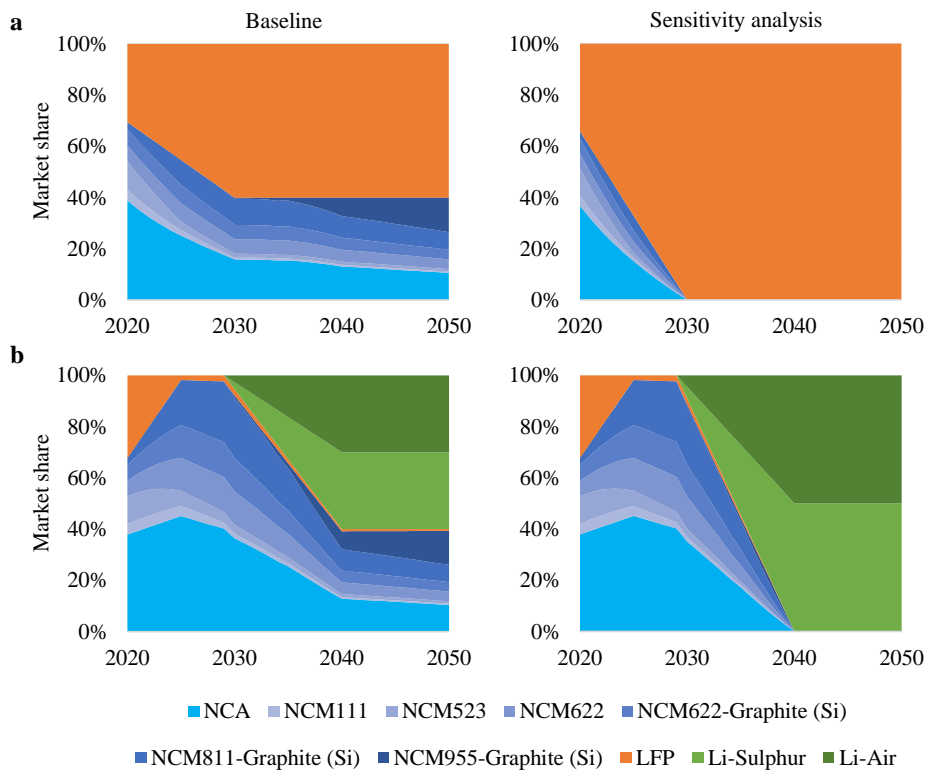 a
Baseline
Sensitivity analysis
Market share
100%
80%
60%
40%
20%
0%
2020 2030 2040 2050
100%
80%
60%
40%
20%
0%
2020 2030 2040 2050
b
Market share
100%
80%
60%
40%
20%
0%
2020 2030 2040 2050
100%
80%
60%
40%
20%
0%
2020 2030 2040 2050
NCA NCM111 NCM523 NCM622 NCM622-Graphite (Si)
NCM811-Graphite (Si) NCM955-Graphite (Si) LFP Li-Sulphur Li-Air